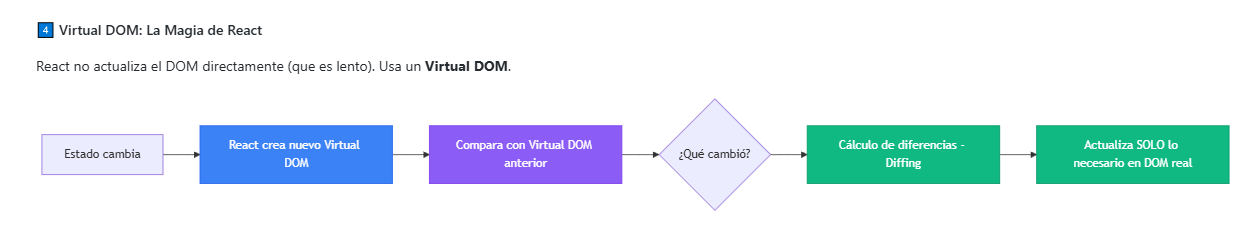 4 Virtual DOM: La Magia de React
React no actualiza el DOM directamente (que es lento). Usa un Virtual DOM.
Estado cambia
React crea nuevo Virtual
DOM
Compara con Virtual DOM
anterior
¿Qué cambió?
Cálculo de diferencias -
Diffing
Actualiza SOLO lo
necesario en DOM real